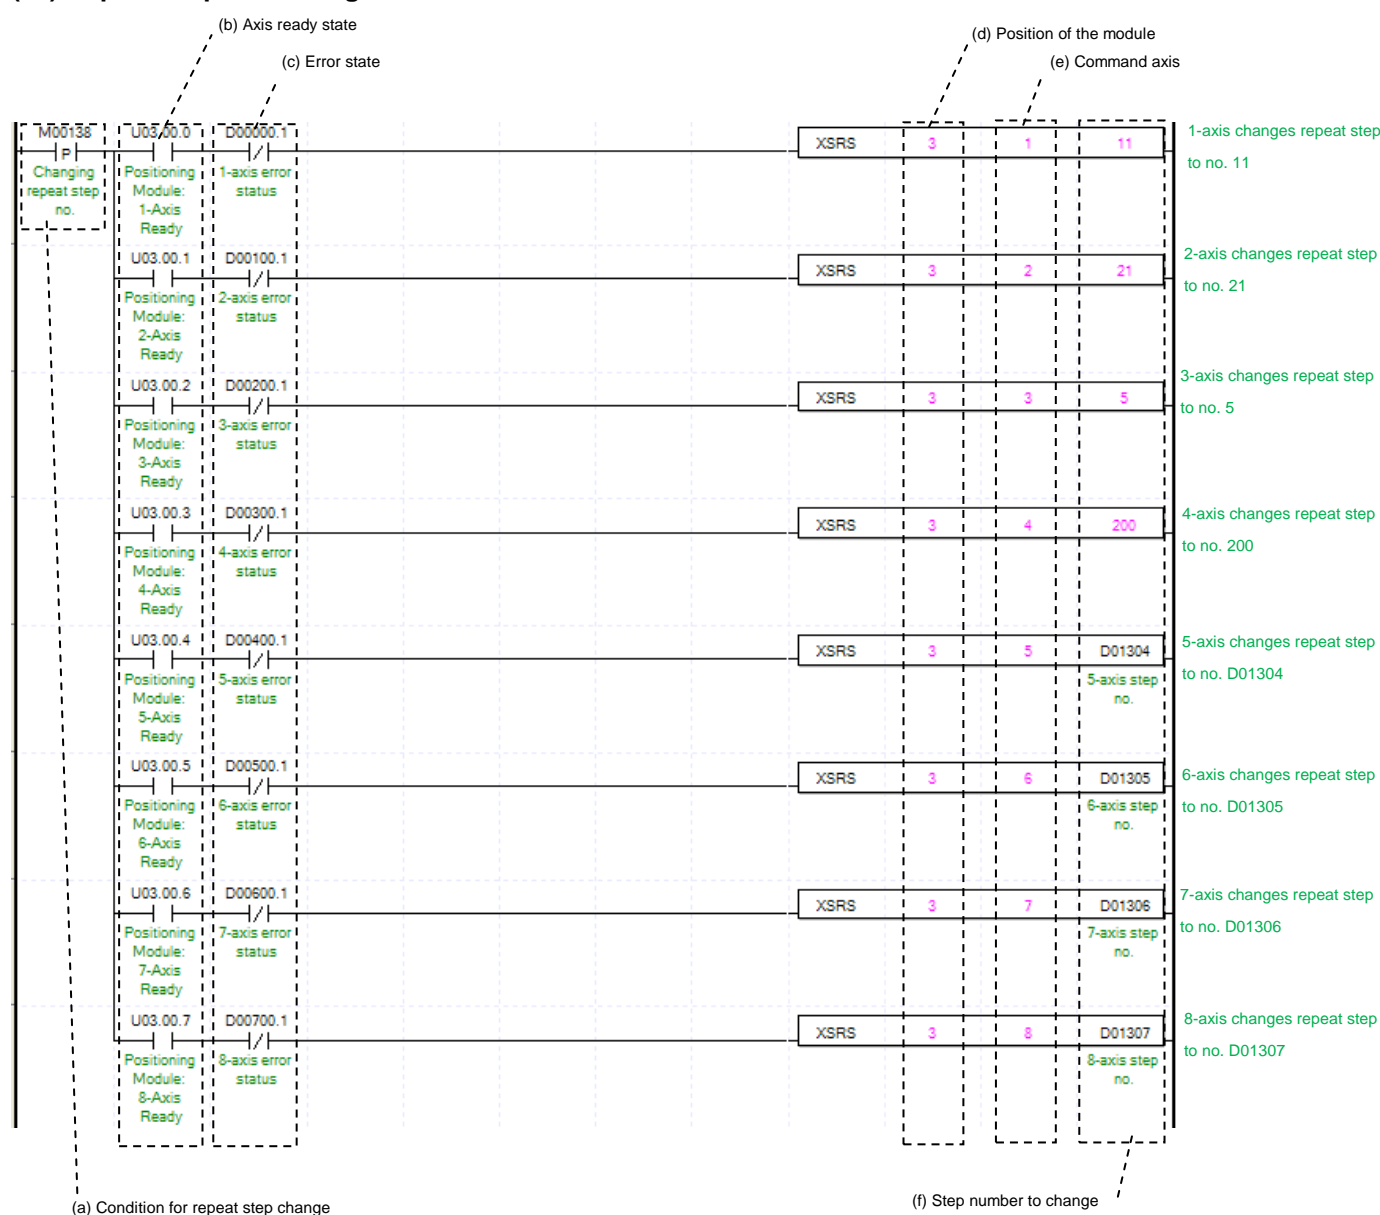 (b) Axis ready state
(d) Position of the module
(c) Error state
(e) Command axis
M00138
U03.00.0
D00000.1
P
XSRS 3 1 11
1-axis changes repeat step
to no. 11
Changing
repeat step
no.
Positioning
Module:
1-Axis
Ready
1-axis error
status
U03.00.1
D00100.1
XSRS 3 2 21
2-axis changes repeat step
to no. 21
Positioning
Module:
2-Axis
Ready
2-axis error
status
U03.00.2
D00200.1
XSRS 3 3 5
3-axis changes repeat step
to no. 5
Positioning
Module:
3-Axis
Ready
3-axis error
status
U03.00.3
D00300.1
XSRS 3 4 200
4-axis changes repeat step
to no. 200
Positioning
Module:
4-Axis
Ready
4-axis error
status
U03.00.4
D00400.1
XSRS 3 5 D01304
5-axis changes repeat step
to no. D01304
Positioning
Module:
5-Axis
Ready
5-axis error
status
5-axis step
no.
U03.00.5
D00500.1
XSRS 3 6 D01305
6-axis changes repeat step
to no. D01305
Positioning
Module:
6-Axis
Ready
6-axis error
status
6-axis step
no.
U03.00.6
D00600.1
XSRS 3 7 D01306
7-axis changes repeat step
to no. D01306
Positioning
Module:
7-Axis
Ready
7-axis error
status
7-axis step
no.
U03.00.7
D00700.1
XSRS 3 8 D01307
8-axis changes repeat step
to no. D01307
Positioning
Module:
8-Axis
Ready
8-axis error
status
8-axis step
no.
(a) Condition for repeat step change
(f) Step number to change